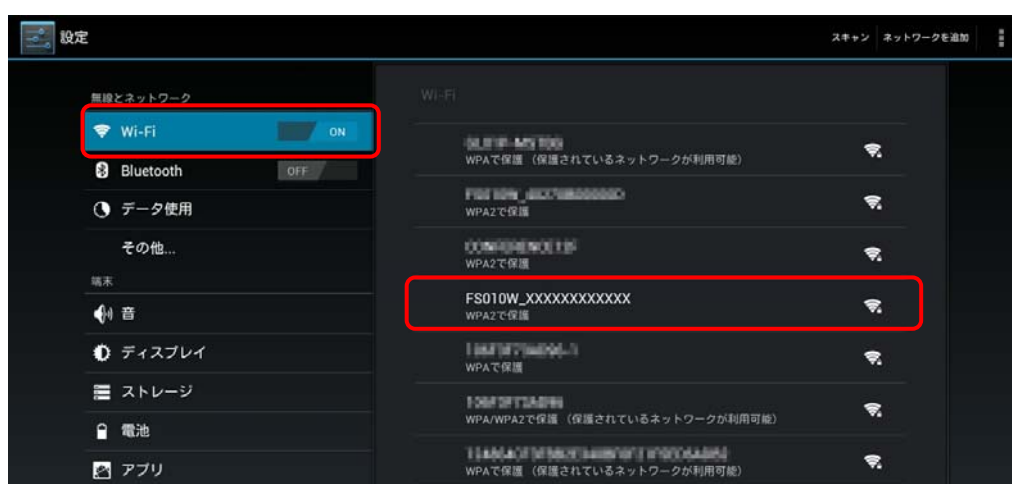 設定
スキャン ネットワークを追加
無線とネットワーク
Wi-Fi ON
Bluetooth OFF
データ使用
その他...
端末
音
ディスプレイ
ストレージ
電池
アプリ
Wi-Fi
WPAで保護（保護されているネットワークが利用可能）
WPA2で保護
WPA2で保護
FS010W_XXXXXXXXXXXX
WPA2で保護
WPAで保護
WPA/WPA2で保護（保護されているネットワークが利用可能）
WPAで保護（保護されているネットワークが利用可能）